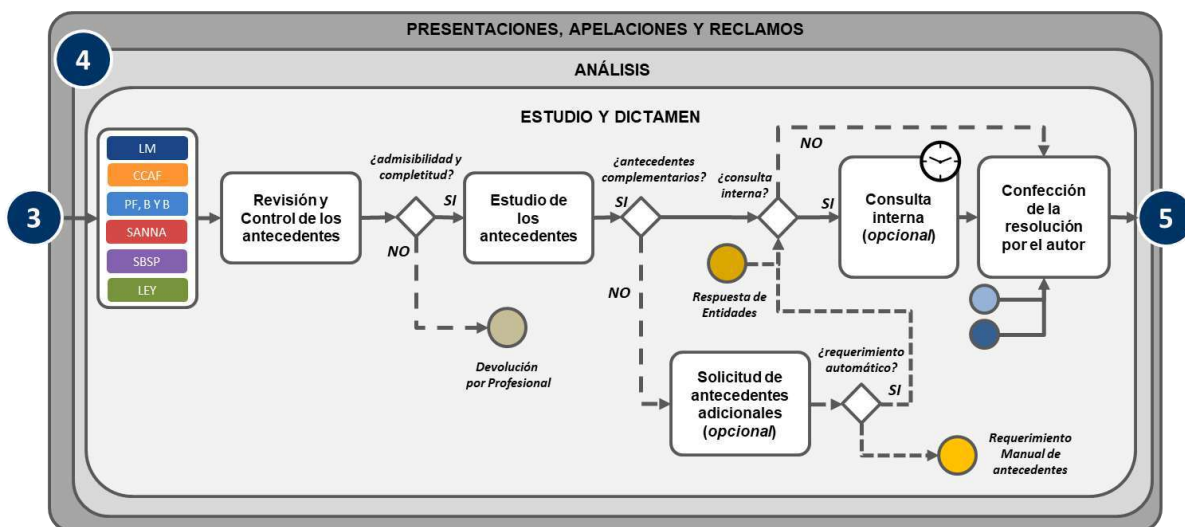 PRESENTACIONES, APELACIONES Y RECLAMOS
4
ANÁLISIS
ESTUDIO Y DICTAMEN
3
LM
CCAF
PF, B Y B
SANNA
SBSP
LEY
Revisión y
Control de los
antecedentes
¿admisibilidad y
completitud?
SI
NO
Devolución
por Profesional
Estudio de
los
antecedentes
¿antecedentes
complementarios?
SI
NO
¿consulta
interna?
NO
SI
Respuesta de
Entidades
Consulta
interna
(opcional)
Confección
de la
resolución
por el autor
5
Solicitud de
antecedentes
adicionales
(opcional)
¿requerimiento
automático?
SI
Requerimiento
Manual de
antecedentes